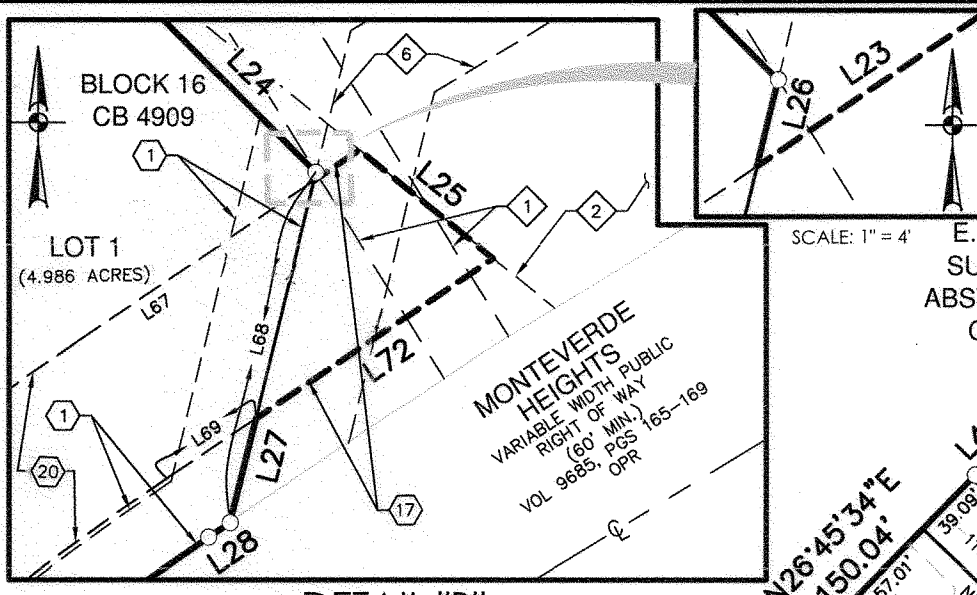 BLOCK 16
CB 4909
L24
6
1
L25
1
2
LOT 1
(4.986 ACRES)
L67
L68
L72
1
L69
L27
20
17
L28
MONTEVERDE
HEIGHTS
VARIABLE WIDTH PUBLIC
RIGHT OF WAY
(60' MIN.)
VOL 9685, PGS 165-169
OPR
L23
L26
SCALE: 1" = 4'
E.
SU
ABS
N26°45'34"E
150.04'
39.09'
57.01'